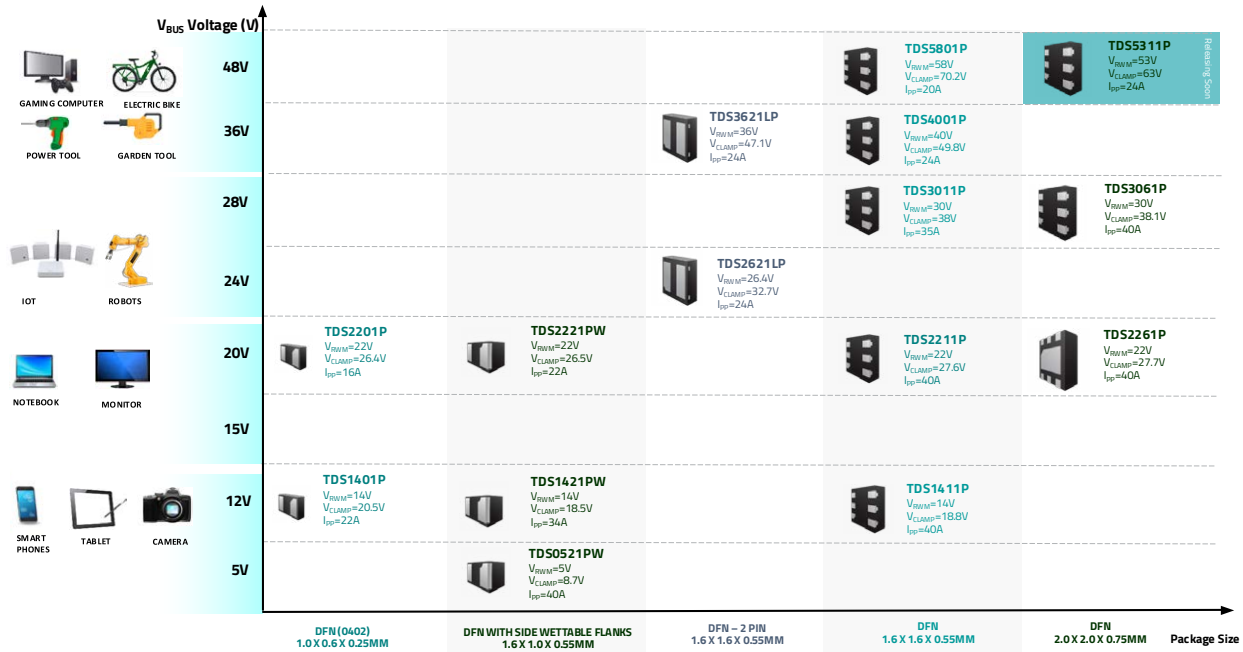 VBUS Voltage (V)
48V
GAMING COMPUTER
ELECTRIC BIKE
TDS5801P
VRWM=58V
VCLAMP=70.2V
IPP=20A
TDS5311P
VRWM=53V
VCLAMP=63V
IPP=24A
Releasing Soon
36V
POWER TOOL
GARDEN TOOL
TDS3621LP
VRWM=36V
VCLAMP=47.1V
IPP=24A
TDS4001P
VRWM=40V
VCLAMP=49.8V
IPP=24A
28V
TDS3011P
VRWM=30V
VCLAMP=38V
IPP=35A
TDS3061P
VRWM=30V
VCLAMP=38.1V
IPP=40A
24V
IOT
ROBOTS
TDS2621LP
VRWM=26.4V
VCLAMP=32.7V
IPP=24A
20V
NOTEBOOK
MONITOR
TDS2201P
VRWM=22V
VCLAMP=26.4V
IPP=16A
TDS2221PW
VRWM=22V
VCLAMP=26.5V
IPP=22A
TDS2211P
VRWM=22V
VCLAMP=27.6V
IPP=40A
TDS2261P
VRWM=22V
VCLAMP=27.7V
IPP=40A
15V
12V
SMART
PHONES
TABLET
CAMERA
TDS1401P
VRWM=14V
VCLAMP=20.5V
IPP=22A
TDS1421PW
VRWM=14V
VCLAMP=18.5V
IPP=34A
TDS1411P
VRWM=14V
VCLAMP=18.8V
IPP=40A
5V
TDS0521PW
VRWM=5V
VCLAMP=8.7V
IPP=40A
DFN (0402)
1.0 X 0.6 X 0.25MM
DFN WITH SIDE WETTABLE FLANKS
1.6 X 1.0 X 0.55MM
DFN – 2 PIN
1.6 X 1.6 X 0.55MM
DFN
1.6 X 1.6 X 0.55MM
DFN
2.0 X 2.0 X 0.75MM
Package Size